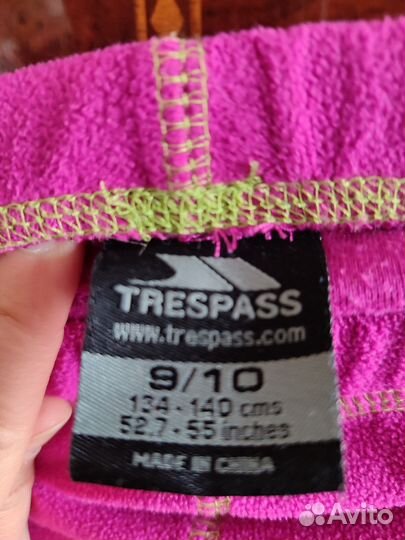 TRESPASS
www.trespass.com
9/10
134 - 140 cms
52.7 - 55 inches
MADE IN CHINA
Avito